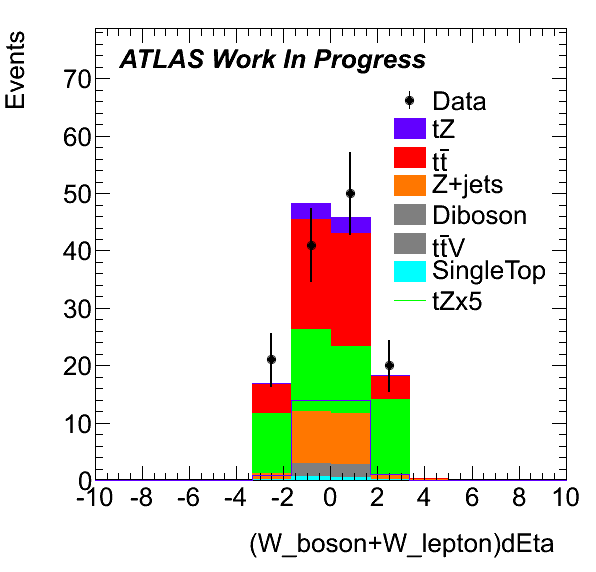 Events
ATLAS Work In Progress
70
60
50
40
30
20
10
0
Data
tZ
tt̄
Z+jets
Diboson
tt̄V
SingleTop
tZx5
-10 -8 -6 -4 -2 0 2 4 6 8 10
(W_boson+W_lepton)dEta